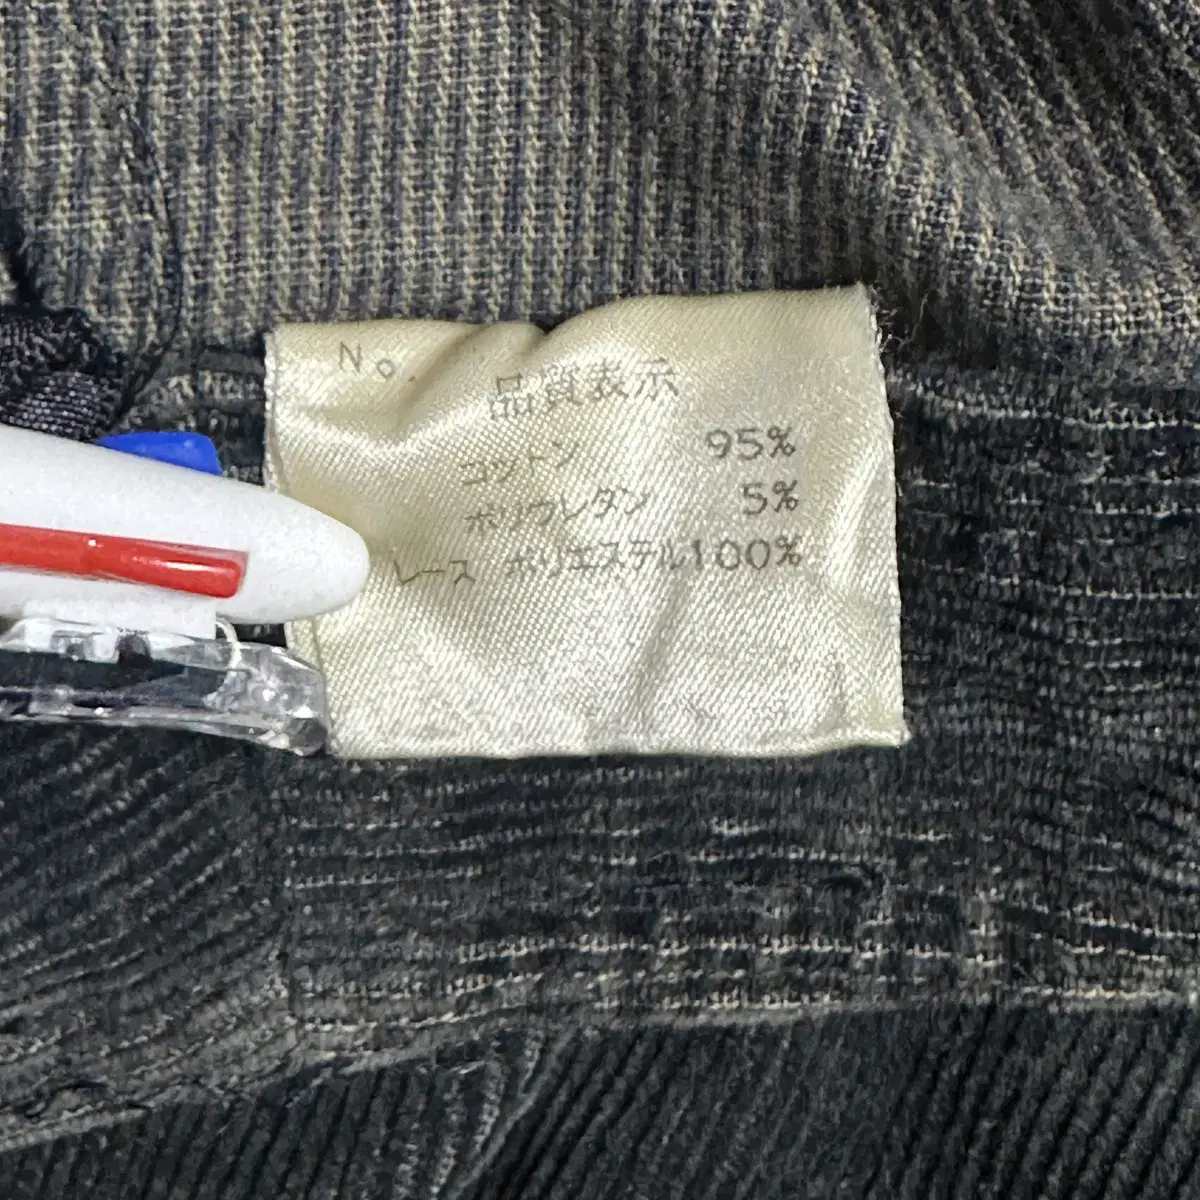 No.
品質表示
コットン 95%
ポリウレタン 5%
レース ポリエステル100%